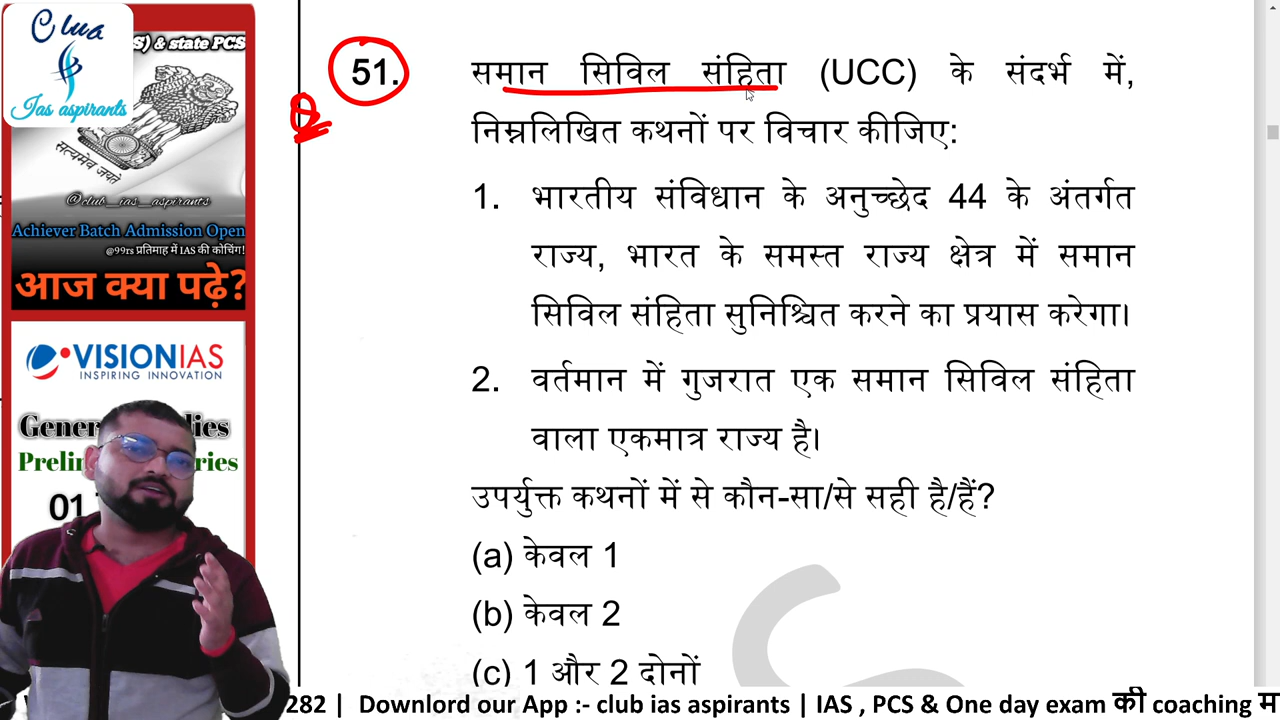 Club
Ias aspirants
S) & state PCS
सत्यमेव जयते
@club_ias_aspirants
Achiever Batch Admission Open
@99rs प्रतिमाह में IAS की कोचिंग!
आज क्या पढ़े?
VISIONIAS
INSPIRING INNOVATION
01
51. समान सिविल संहिता (UCC) के संदर्भ में,
निम्नलिखित कथनों पर विचार कीजिए:
1. भारतीय संविधान के अनुच्छेद 44 के अंतर्गत
राज्य, भारत के समस्त राज्य क्षेत्र में समान
सिविल संहिता सुनिश्चित करने का प्रयास करेगा।
2. वर्तमान में गुजरात एक समान सिविल संहिता
वाला एकमात्र राज्य है।
उपर्युक्त कथनों में से कौन-सा/से सही है/हैं?
(a) केवल 1
(b) केवल 2
(c) 1 और 2 दोनों
282 | Downlord our App :- club ias aspirants | IAS , PCS & One day exam की coaching म